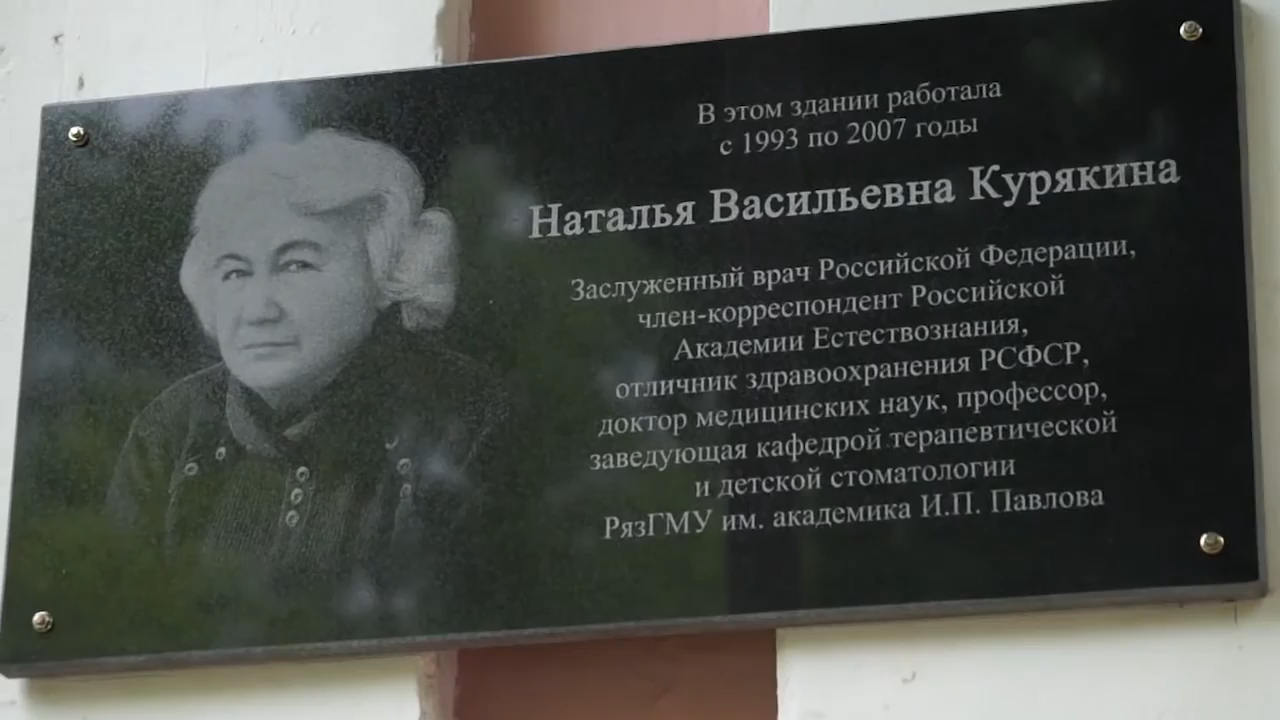 В этом здании работала
с 1993 по 2007 годы
Наталья Васильевна Курякина
Заслуженный врач Российской Федерации,
член-корреспондент Российской
Академии Естествознания,
отличник здравоохранения РСФСР,
доктор медицинских наук, профессор,
заведующая кафедрой терапевтической
и детской стоматологии
РязГМУ им. академика И.П. Павлова